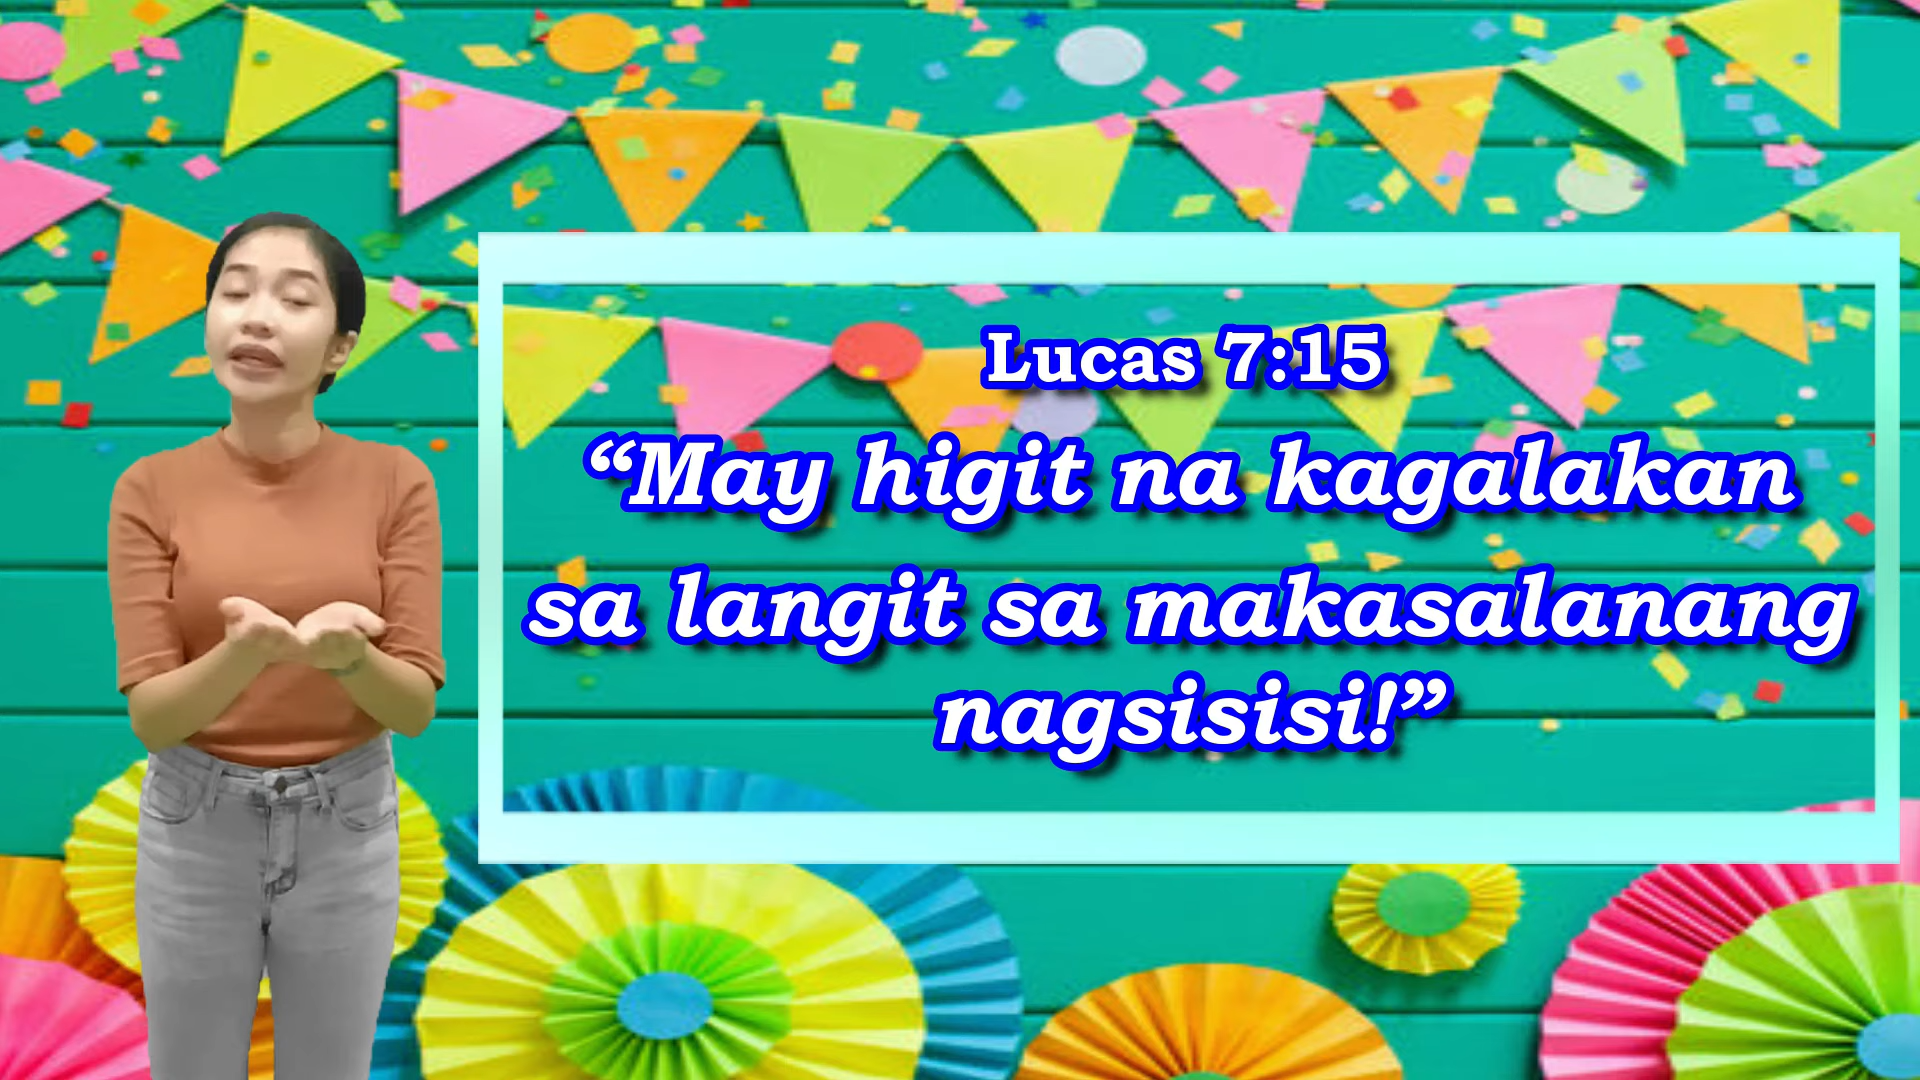 Lucas 7:15
“May higit na kagalakan
sa langit sa makasalanang
nagsisisi!”